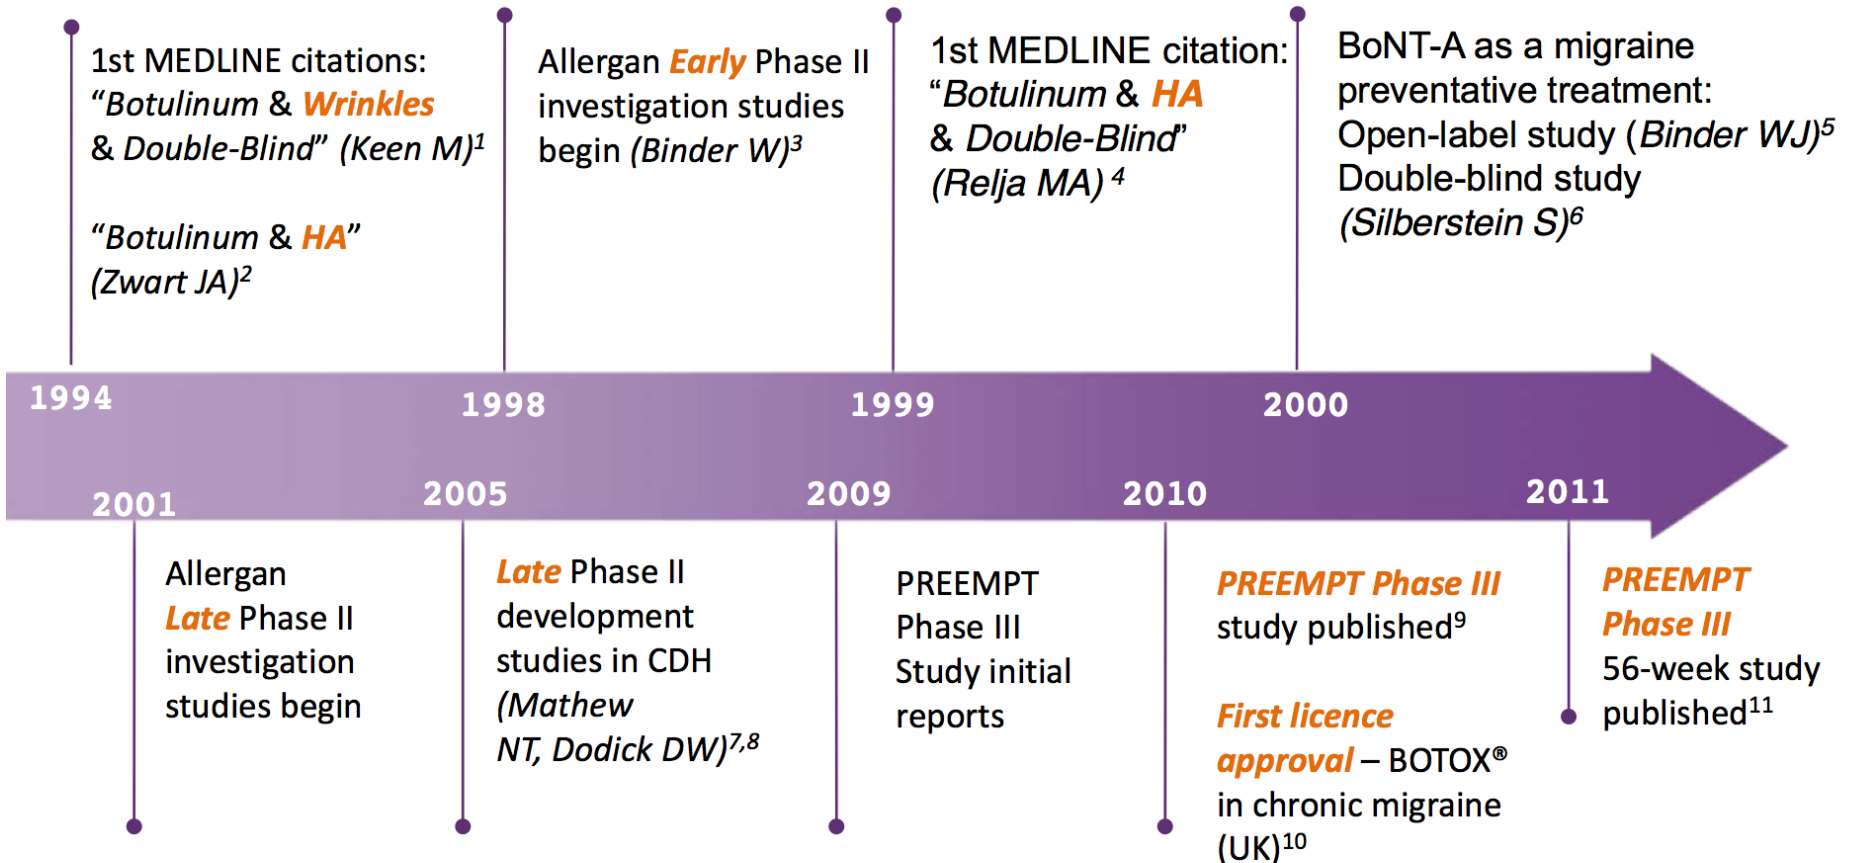 1st MEDLINE citations:
“Botulinum & Wrinkles
& Double-Blind” (Keen M)1
“Botulinum & HA”
(Zwart JA)2
Allergan Early Phase II
investigation studies
begin (Binder W)3
1st MEDLINE citation:
“Botulinum & HA
& Double-Blind”
(Relja MA) 4
BoNT-A as a migraine
preventative treatment:
Open-label study (Binder WJ)5
Double-blind study
(Silberstein S)6
1994
1998
1999
2000
2001
2005
2009
2010
2011
Allergan
Late Phase II
investigation
studies begin
Late Phase II
development
studies in CDH
(Mathew
NT, Dodick DW)7,8
PREEMPT
Phase III
Study initial
reports
PREEMPT Phase III
study published9
First licence
approval – BOTOX®
in chronic migraine
(UK)10
PREEMPT
Phase III
56-week study
published11